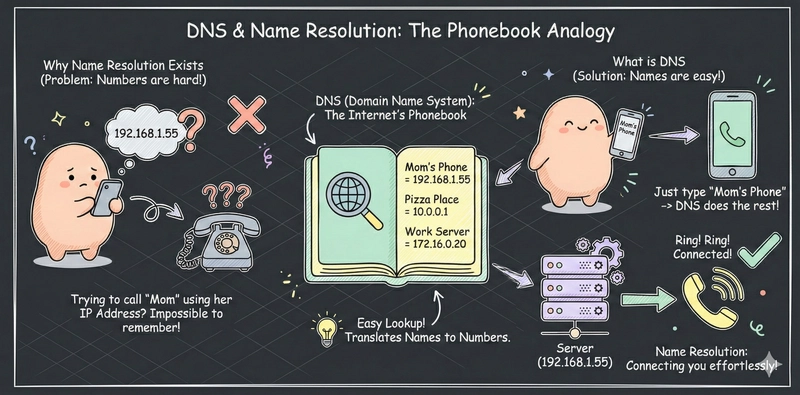 DNS & Name Resolution: The Phonebook Analogy
Why Name Resolution Exists
(Problem: Numbers are hard!)
192.168.1.55
?
?
???
Trying to call "Mom" using her
IP Address? Impossible to
remember!
DNS (Domain Name System):
The Internet's Phonebook
Mom's Phone
= 192.168.1.55
Pizza Place
= 10.0.0.1
Work Server
= 172.16.0.20
Easy Lookup!
Translates Names to Numbers.
What is DNS
(Solution: Names are easy!)
Mom's
Phone
Just type "Mom's Phone"
-> DNS does the rest!
Ring! Ring!
Connected!
Server
(192.168.1.55)
Name Resolution:
Connecting you effortlessly!